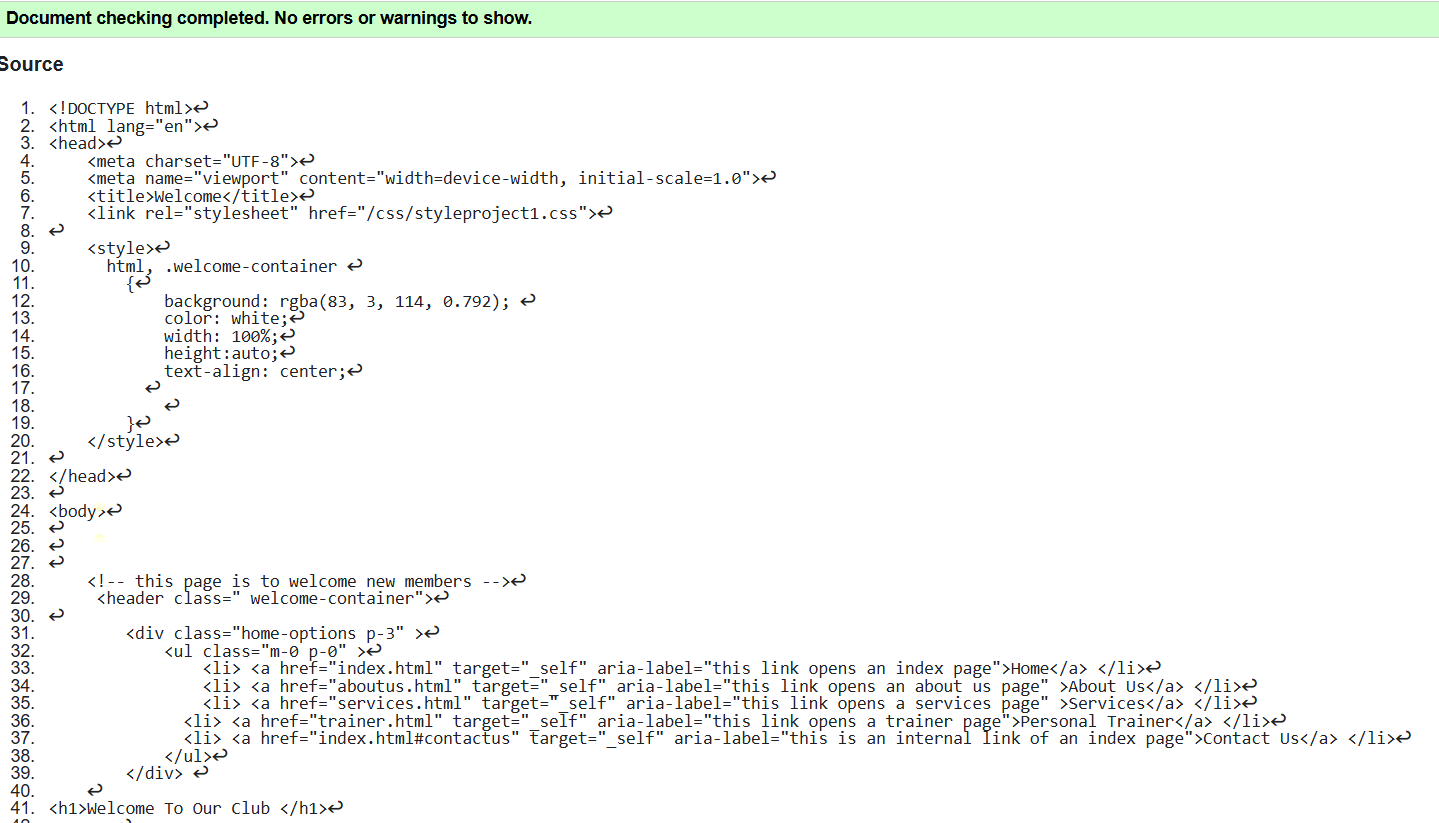 Document checking completed. No errors or warnings to show.
Source
1. <!DOCTYPE html>↩
2. <html lang="en">↩
3. <head>↩
4.     <meta charset="UTF-8">↩
5.     <meta name="viewport" content="width=device-width, initial-scale=1.0">↩
6.     <title>Welcome</title>↩
7.     <link rel="stylesheet" href="/css/styleproject1.css">↩
8. ↩
9.     <style>↩
10.       html, .welcome-container ↩
11.         {↩
12.             background: rgba(83, 3, 114, 0.792); ↩
13.             color: white;↩
14.             width: 100%;↩
15.             height:auto;↩
16.             text-align: center;↩
17.           ↩
18.             ↩
19.         }↩
20.     </style>↩
21. ↩
22. </head>↩
23. ↩
24. <body>↩
25. ↩
26. ↩
27. ↩
28.     <!-- this page is to welcome new members -->↩
29.      <header class=" welcome-container">↩
30. ↩
31.         <div class="home-options p-3" >↩
32.             <ul class="m-0 p-0" >↩
33.                 <li> <a href="index.html" target="_self" aria-label="this link opens an index page">Home</a> </li>↩
34.                 <li> <a href="aboutus.html" target="_self" aria-label="this link opens an about us page" >About Us</a> </li>↩
35.                 <li> <a href="services.html" target="_self" aria-label="this link opens a services page" >Services</a> </li>↩
36.               <li> <a href="trainer.html" target="_self" aria-label="this link opens a trainer page">Personal Trainer</a> </li>↩
37.               <li> <a href="index.html#contactus" target="_self" aria-label="this is an internal link of an index page">Contact Us</a> </li>↩
38.             </ul>↩
39.         </div> ↩
40.     ↩
41. <h1>Welcome To Our Club </h1>↩